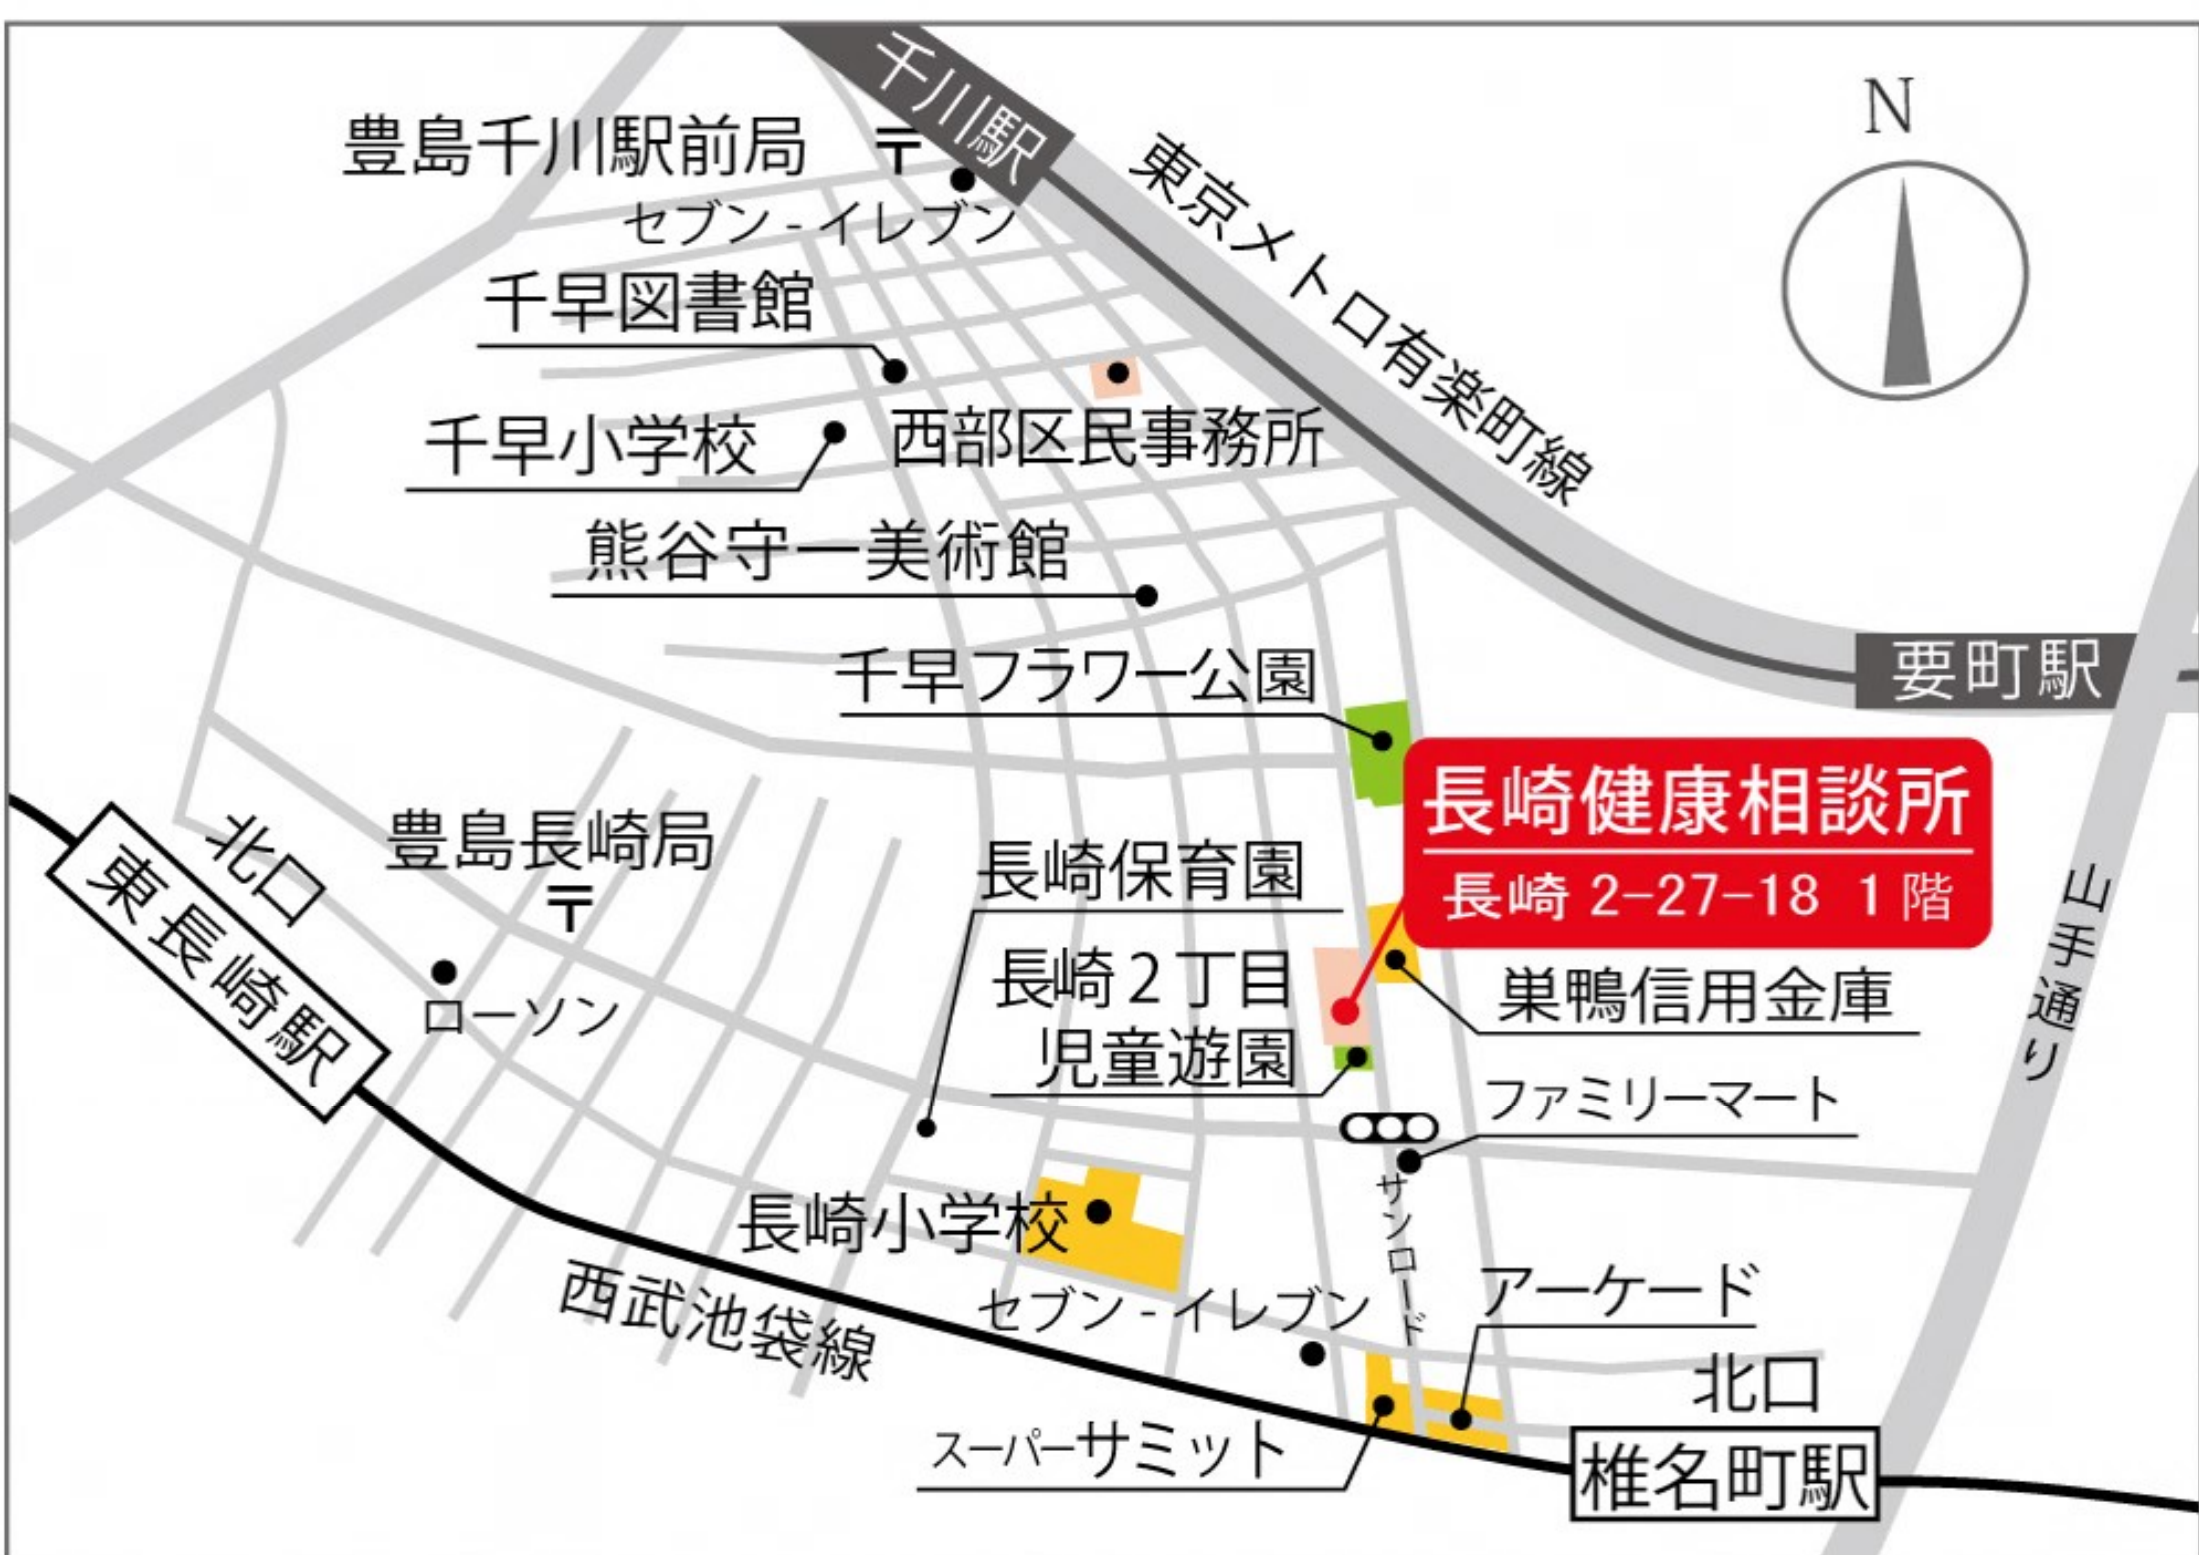 千川駅
N
豊島千川駅前局 〒
セブン-イレブン
東京メトロ有楽町線
千早図書館
千早小学校
西部区民事務所
熊谷守一美術館
千早フラワー公園
要町駅
長崎健康相談所
長崎 2-27-18 1階
北口
東長崎駅
豊島長崎局
〒
ローソン
長崎保育園
長崎2丁目
児童遊園
巣鴨信用金庫
山手通り
ファミリーマート
サンロード
長崎小学校
西武池袋線
セブン-イレブン
アーケード
北口
スーパーサミット
椎名町駅